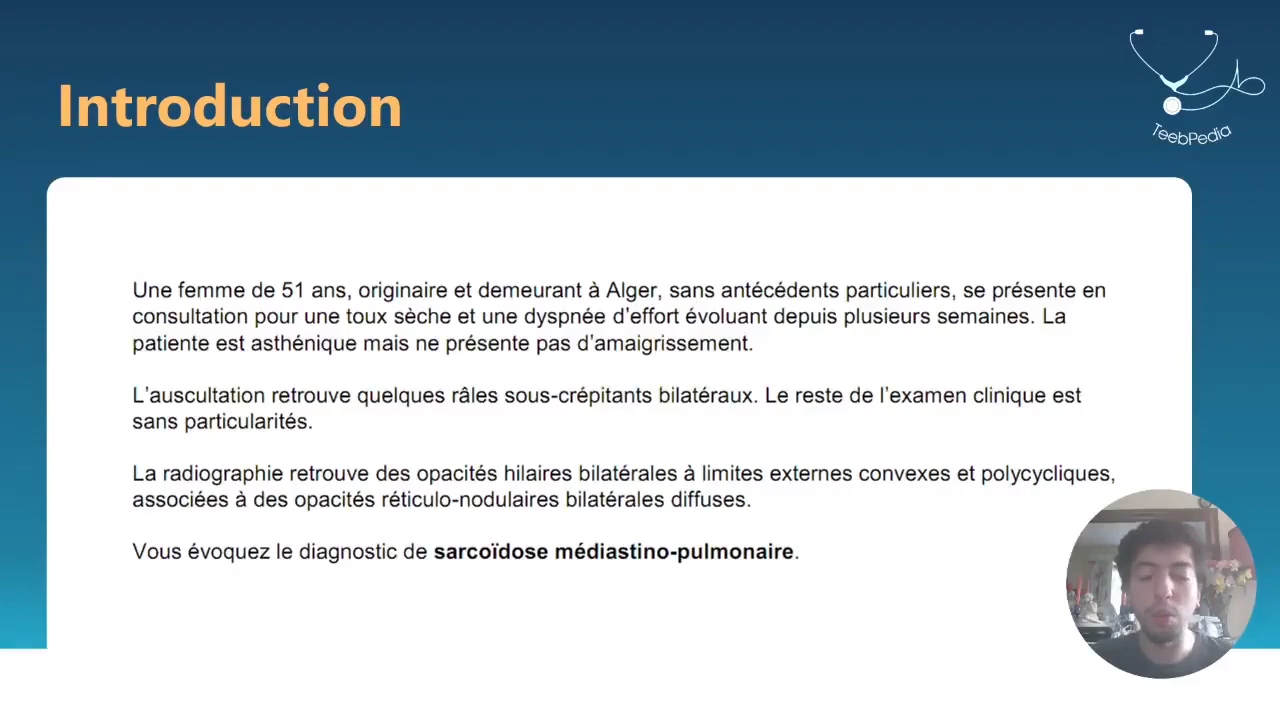 Introduction
TeebPedia
Une femme de 51 ans, originaire et demeurant à Alger, sans antécédents particuliers, se présente en
consultation pour une toux sèche et une dyspnée d’effort évoluant depuis plusieurs semaines. La
patiente est asthénique mais ne présente pas d’amaigrissement.
L’auscultation retrouve quelques râles sous-crépitants bilatéraux. Le reste de l’examen clinique est
sans particularités.
La radiographie retrouve des opacités hilaires bilatérales à limites externes convexes et polycycliques,
associées à des opacités réticulo-nodulaires bilatérales diffuses.
Vous évoquez le diagnostic de sarcoïdose médiastino-pulmonaire.